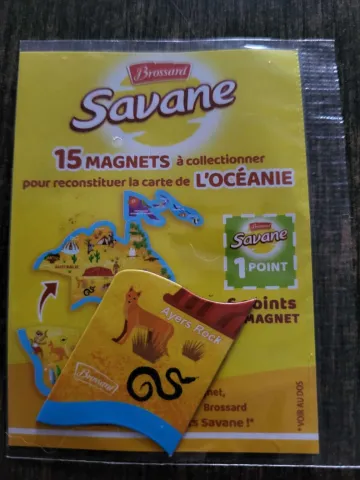 Brossard
Savane
15 MAGNETS à collectionner
pour reconstituer la carte de L'OCÉANIE
Brossard
Savane
1 POINT
points
MAGNET
Ayers Rock
Brossard
Brossard
Savane !*
*VOIR AU DOS